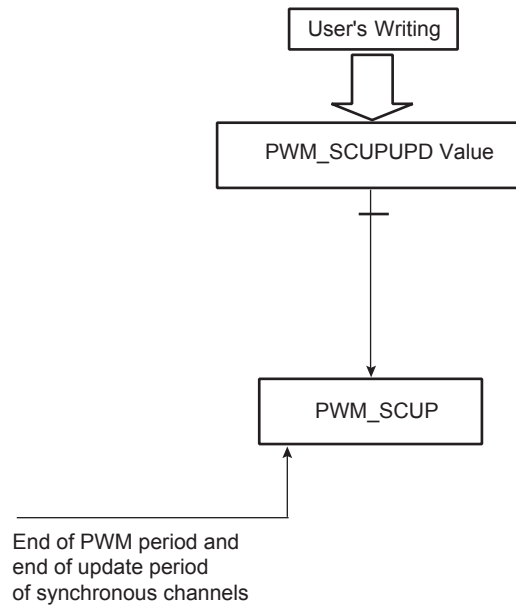 User's Writing
PWM_SCUPUPD Value
PWM_SCUP
End of PWM period and
end of update period
of synchronous channels